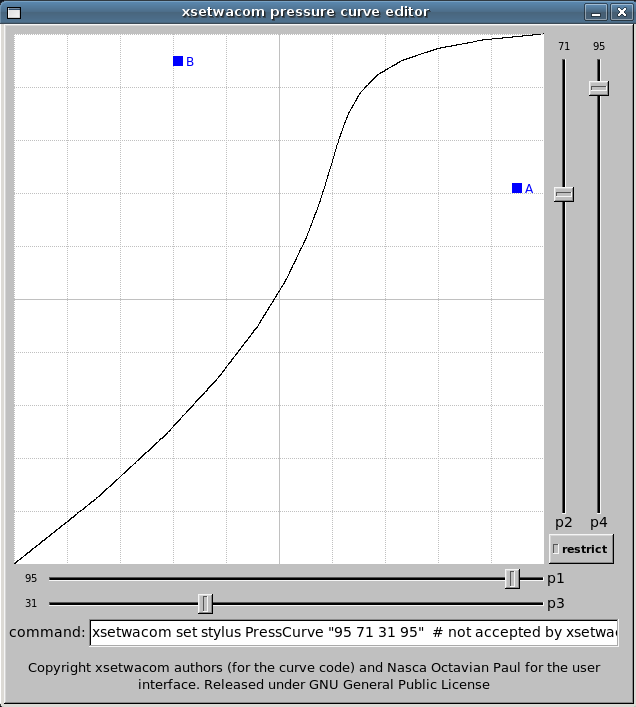 xsetwacom pressure curve editor
71 95
B
A
p2 p4
restrict
95 p1
31 p3
command: xsetwacom set stylus PressCurve "95 71 31 95" # not accepted by xsetwac
Copyright xsetwacom authors (for the curve code) and Nasca Octavian Paul for the user
interface. Released under GNU General Public License